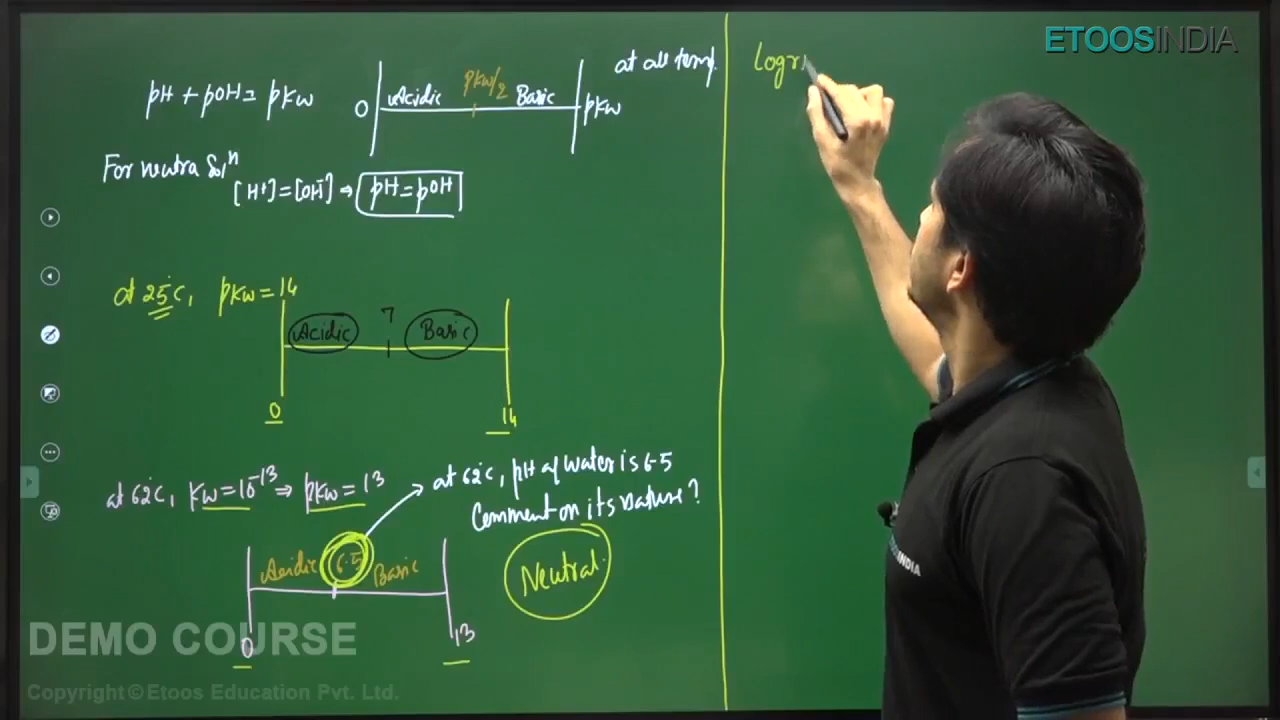 ETOOSINDIA
pH + pOH = pKw
0 Acidic pKw/2 Basic pKw
at all temp.
For neutra Solⁿ
[H+] = [OH-] → pH = pOH
at 25°C, pKw = 14
Acidic 7 Basic
0 14
at 62°C, Kw = 10-13 ⇒ pKw = 13
at 62°C, pH of water is 6.5
Comment on its nature?
Acidic 6.5 Basic
0 13
Neutral.
logr
INDIA
DEMO COURSE
Copyright © Etoos Education Pvt. Ltd.